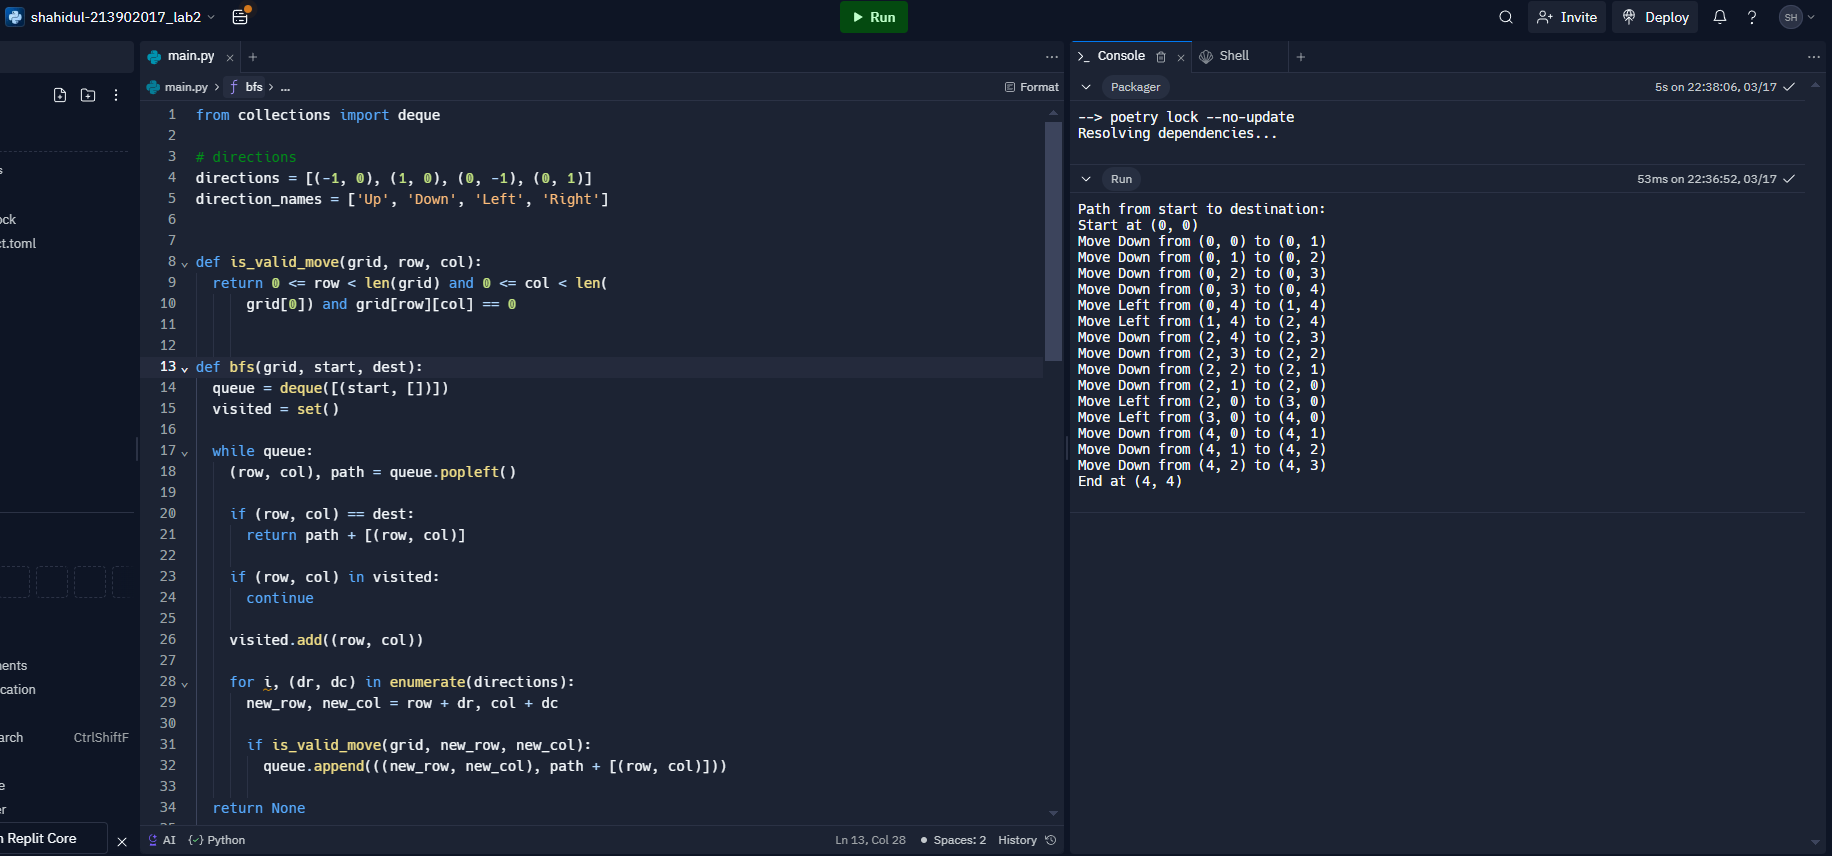 shahidul-213902017_lab2
Run
Invite
Deploy
SH
main.py
Console
Shell
main.py > bfs > ...
Format
Packager
5s on 22:38:06, 03/17
--> poetry lock --no-update
Resolving dependencies...
Run
53ms on 22:36:52, 03/17
Path from start to destination:
Start at (0, 0)
Move Down from (0, 0) to (0, 1)
Move Down from (0, 1) to (0, 2)
Move Down from (0, 2) to (0, 3)
Move Down from (0, 3) to (0, 4)
Move Left from (0, 4) to (1, 4)
Move Left from (1, 4) to (2, 4)
Move Down from (2, 4) to (2, 3)
Move Down from (2, 3) to (2, 2)
Move Down from (2, 2) to (2, 1)
Move Down from (2, 1) to (2, 0)
Move Left from (2, 0) to (3, 0)
Move Left from (3, 0) to (4, 0)
Move Down from (4, 0) to (4, 1)
Move Down from (4, 1) to (4, 2)
Move Down from (4, 2) to (4, 3)
End at (4, 4)
1 from collections import deque
2
3 # directions
4 directions = [(-1, 0), (1, 0), (0, -1), (0, 1)]
5 direction_names = ['Up', 'Down', 'Left', 'Right']
6
7
8 def is_valid_move(grid, row, col):
9 return 0 <= row < len(grid) and 0 <= col < len(
10 grid[0]) and grid[row][col] == 0
11
12
13 def bfs(grid, start, dest):
14 queue = deque([(start, [])])
15 visited = set()
16
17 while queue:
18 (row, col), path = queue.popleft()
19
20 if (row, col) == dest:
21 return path + [(row, col)]
22
23 if (row, col) in visited:
24 continue
25
26 visited.add((row, col))
27
28 for i, (dr, dc) in enumerate(directions):
29 new_row, new_col = row + dr, col + dc
30
31 if is_valid_move(grid, new_row, new_col):
32 queue.append(((new_row, new_col), path + [(row, col)]))
33
34 return None
s
ock
ct.toml
nents
cation
arch CtrlShiftF
e
er
n Replit Core
AI
Python
Ln 13, Col 28
Spaces: 2
History